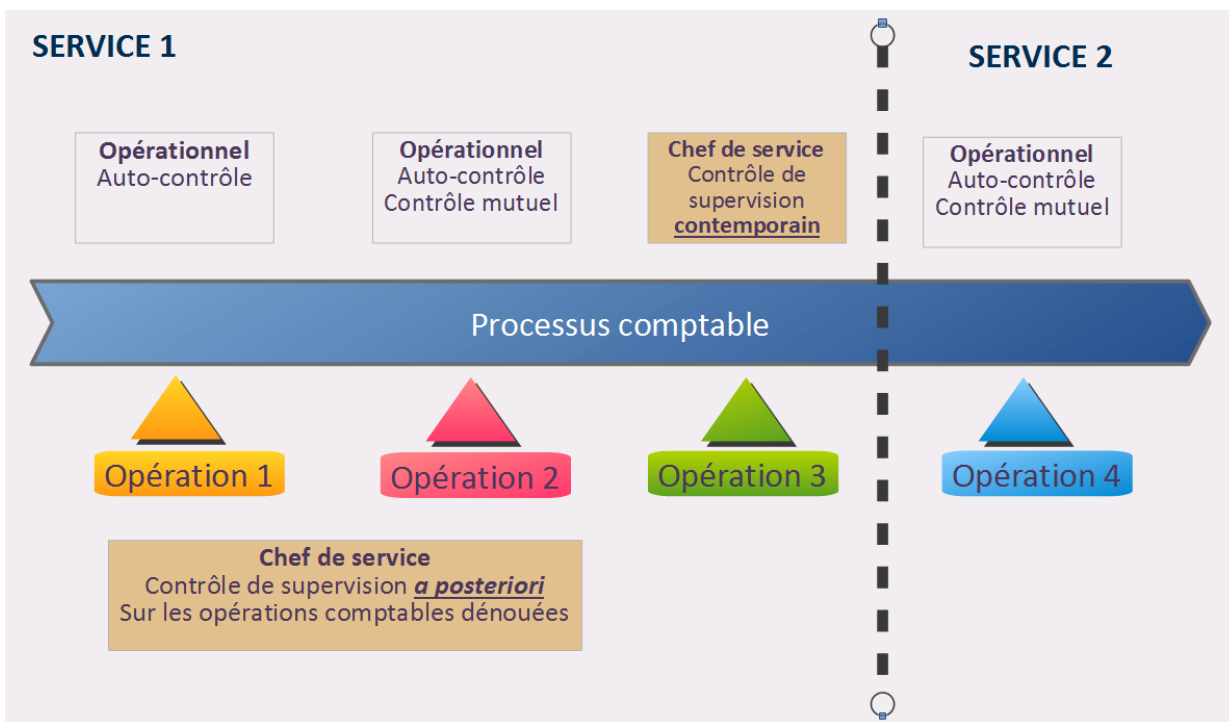 SERVICE 1
SERVICE 2
Opérationnel
Auto-contrôle
Opérationnel
Auto-contrôle
Contrôle mutuel
Chef de service
Contrôle de
supervision
contemporain
Opérationnel
Auto-contrôle
Contrôle mutuel
Processus comptable
Opération 1
Opération 2
Opération 3
Opération 4
Chef de service
Contrôle de supervision a posteriori
Sur les opérations comptables dénouées